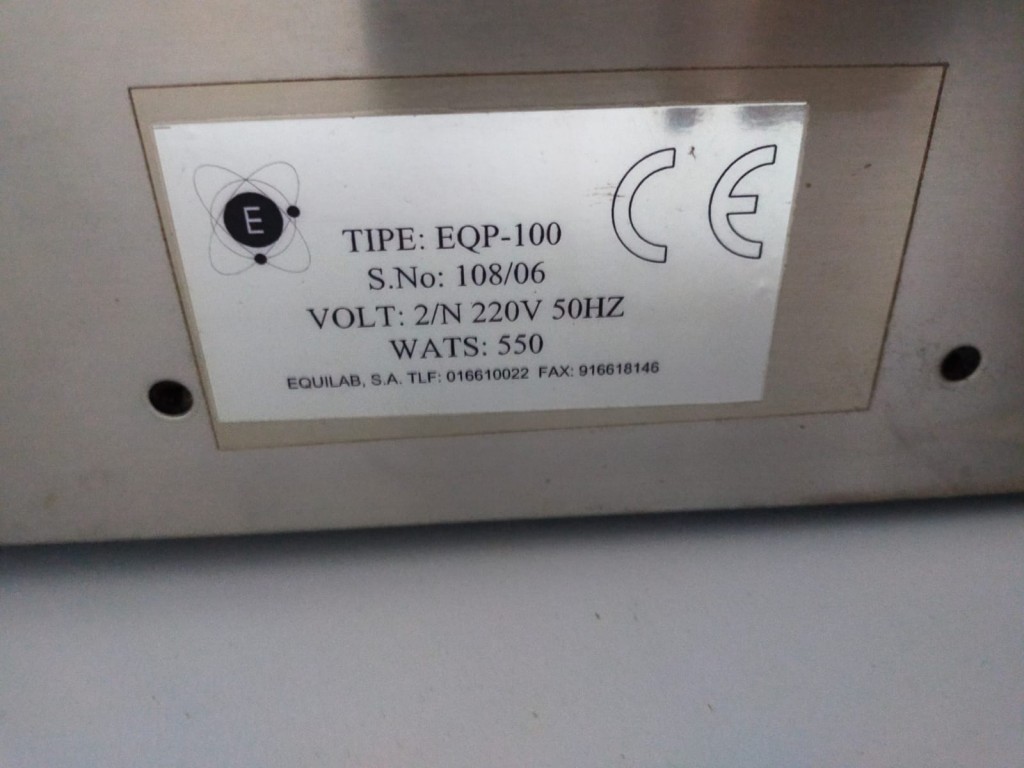 E
CE
TIPE: EQP-100
S.No: 108/06
VOLT: 2/N 220V 50HZ
WATS: 550
EQUILAB, S.A. TLF: 016610022 FAX: 916618146